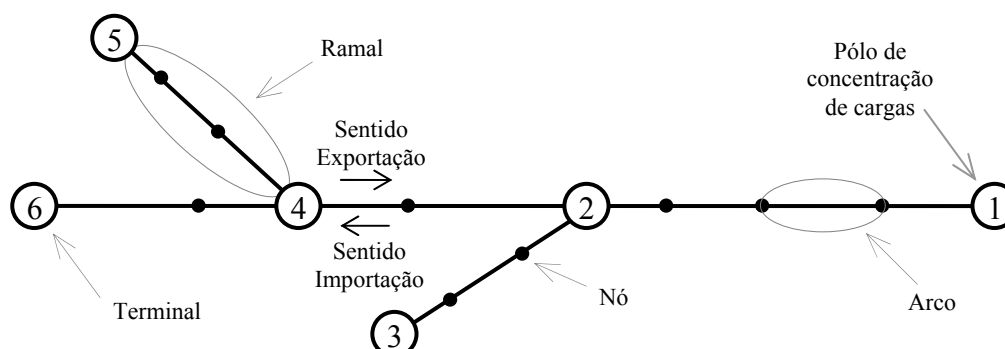 5
Ramal
Pólo de
concentração
de cargas
Sentido
Exportação
6
4
2
1
Sentido
Importação
Nó
Arco
Terminal
3